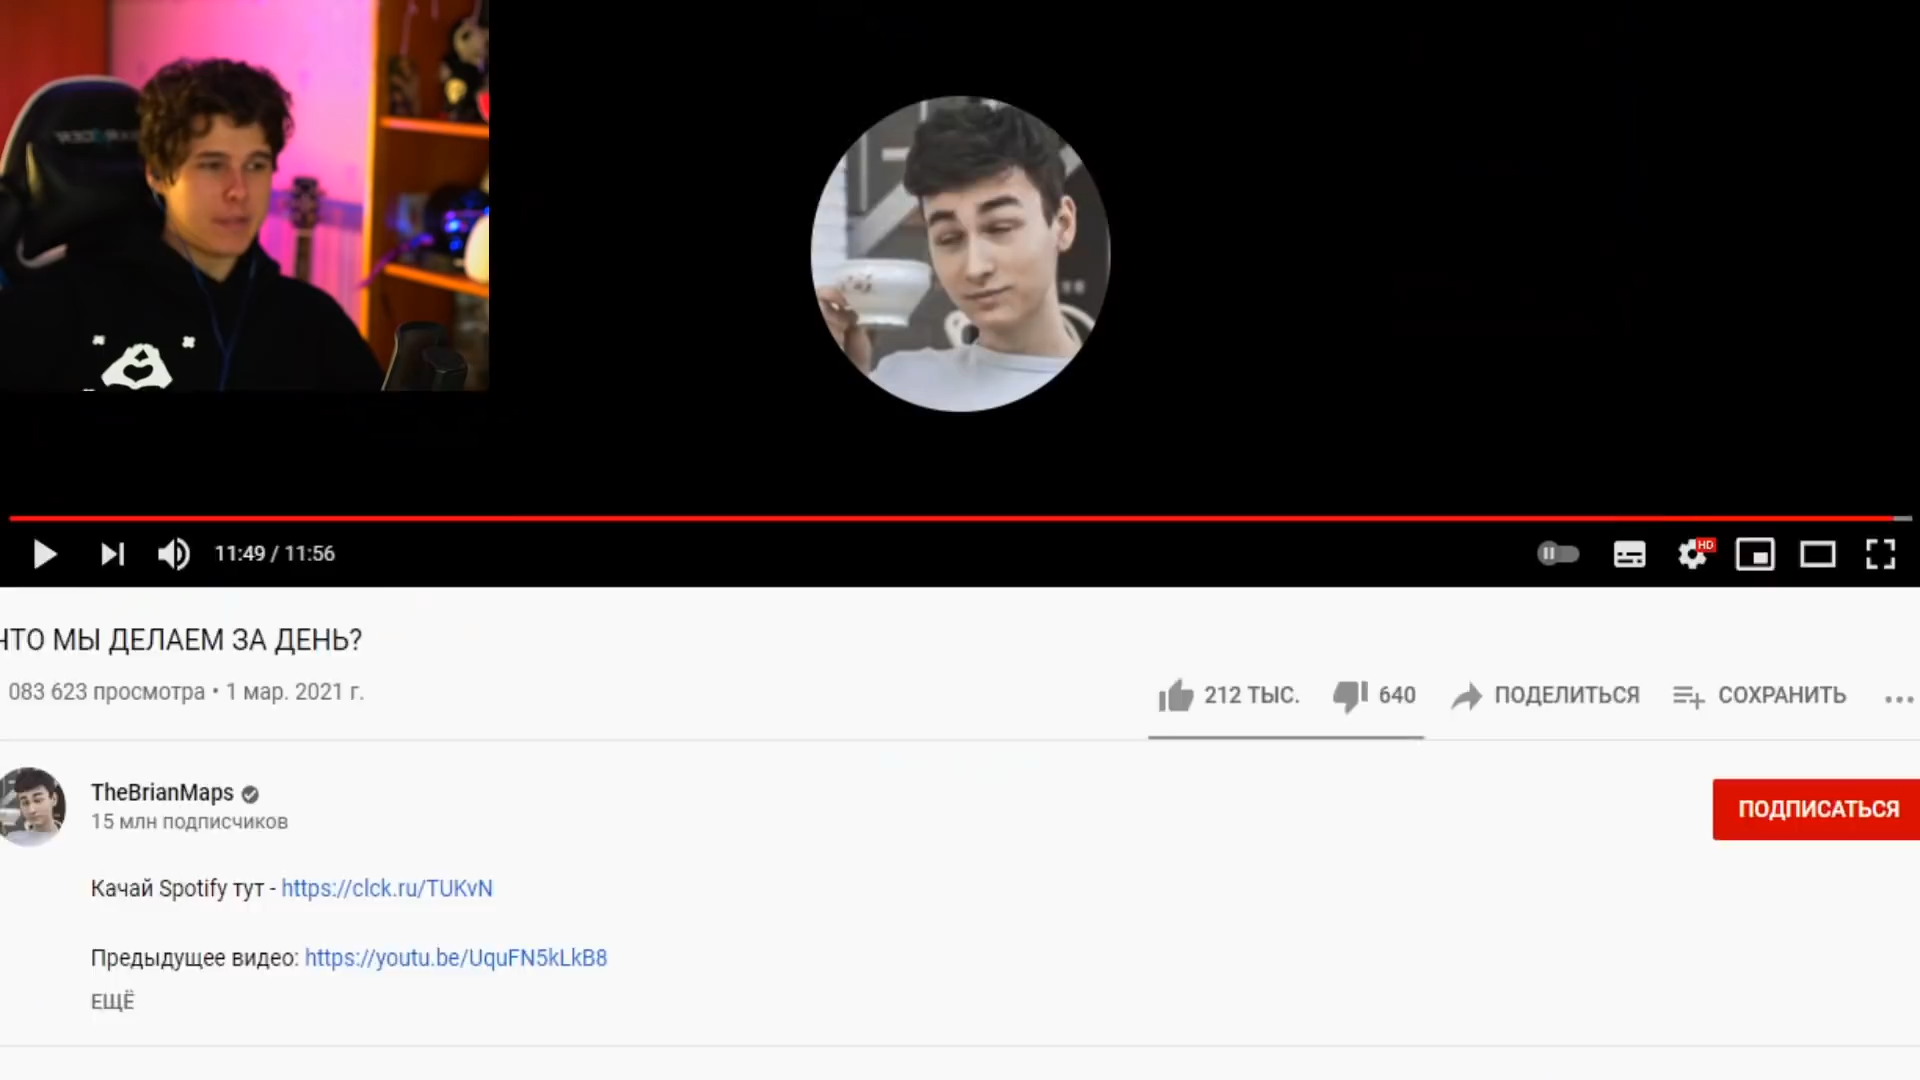 HD
11:49 / 11:56
ЧТО МЫ ДЕЛАЕМ ЗА ДЕНЬ?
083 623 просмотра • 1 мар. 2021 г.
212 ТЫС. 640 ПОДЕЛИТЬСЯ СОХРАНИТЬ
TheBrianMaps
15 млн подписчиков
ПОДПИСАТЬСЯ
Качай Spotify тут - https://clck.ru/TUKvN
Предыдущее видео: https://youtu.be/UquFN5kLkB8
ЕЩЁ